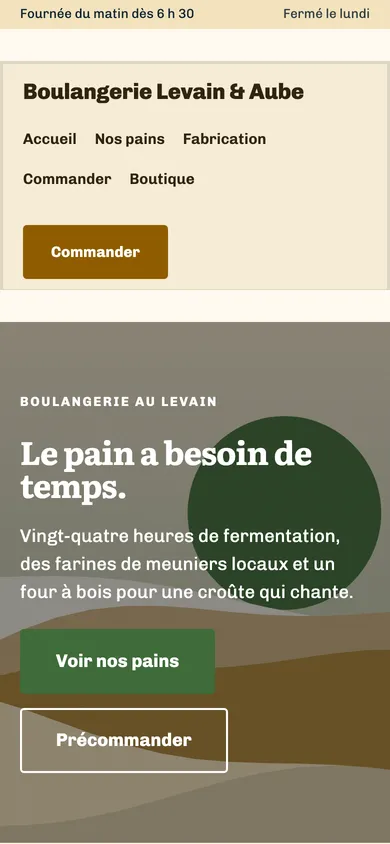 Fournée du matin dès 6 h 30 Fermé le lundi
Boulangerie Levain & Aube
Accueil Nos pains Fabrication
Commander Boutique
Commander
BOULANGERIE AU LEVAIN
Le pain a besoin de
temps.
Vingt-quatre heures de fermentation,
des farines de meuniers locaux et un
four à bois pour une croûte qui chante.
Voir nos pains
Précommander